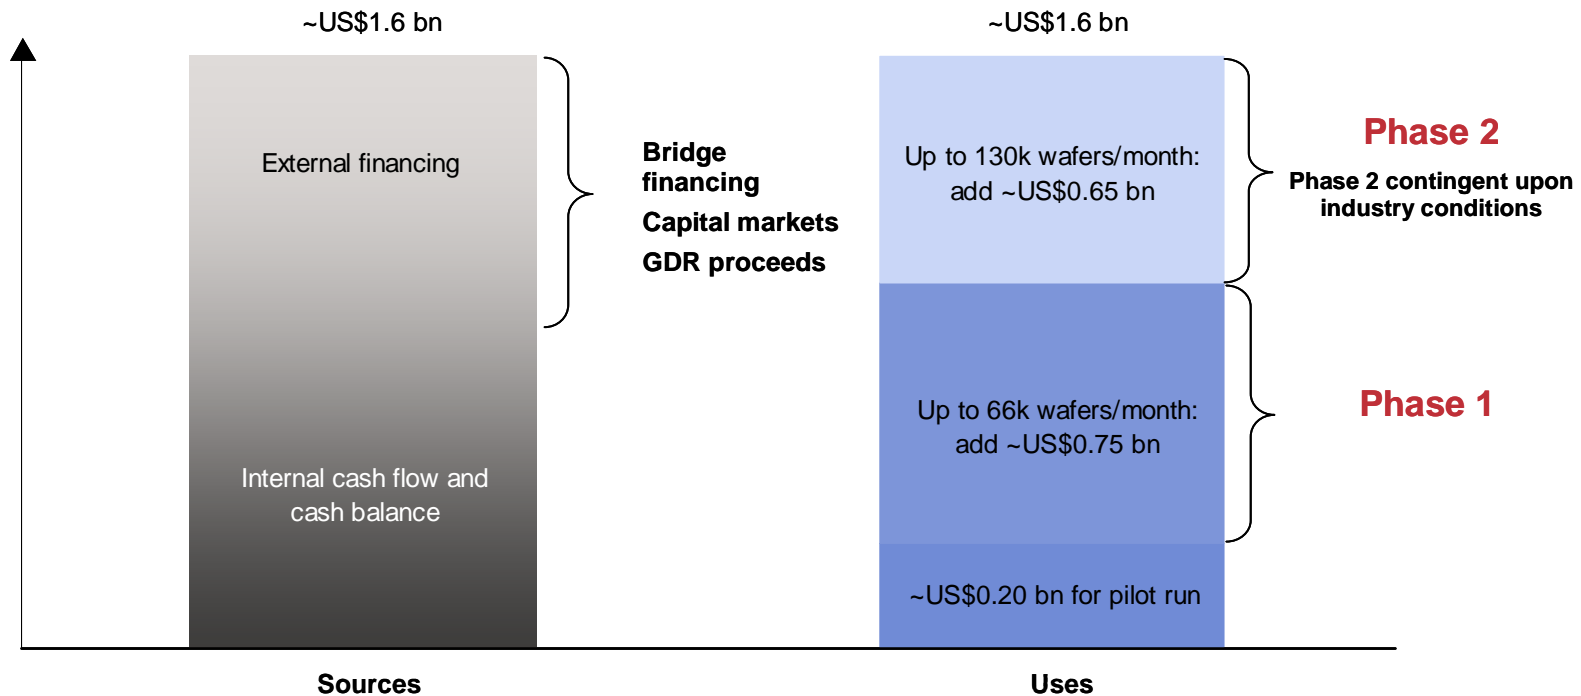 ~US$1.6 bn
External financing
Internal cash flow and
cash balance
Bridge
financing
Capital markets
GDR proceeds
Sources
~US$1.6 bn
Up to 130k wafers/month:
add ~US$0.65 bn
Up to 66k wafers/month:
add ~US$0.75 bn
~US$0.20 bn for pilot run
Uses
Phase 2
Phase 2 contingent upon
industry conditions
Phase 1